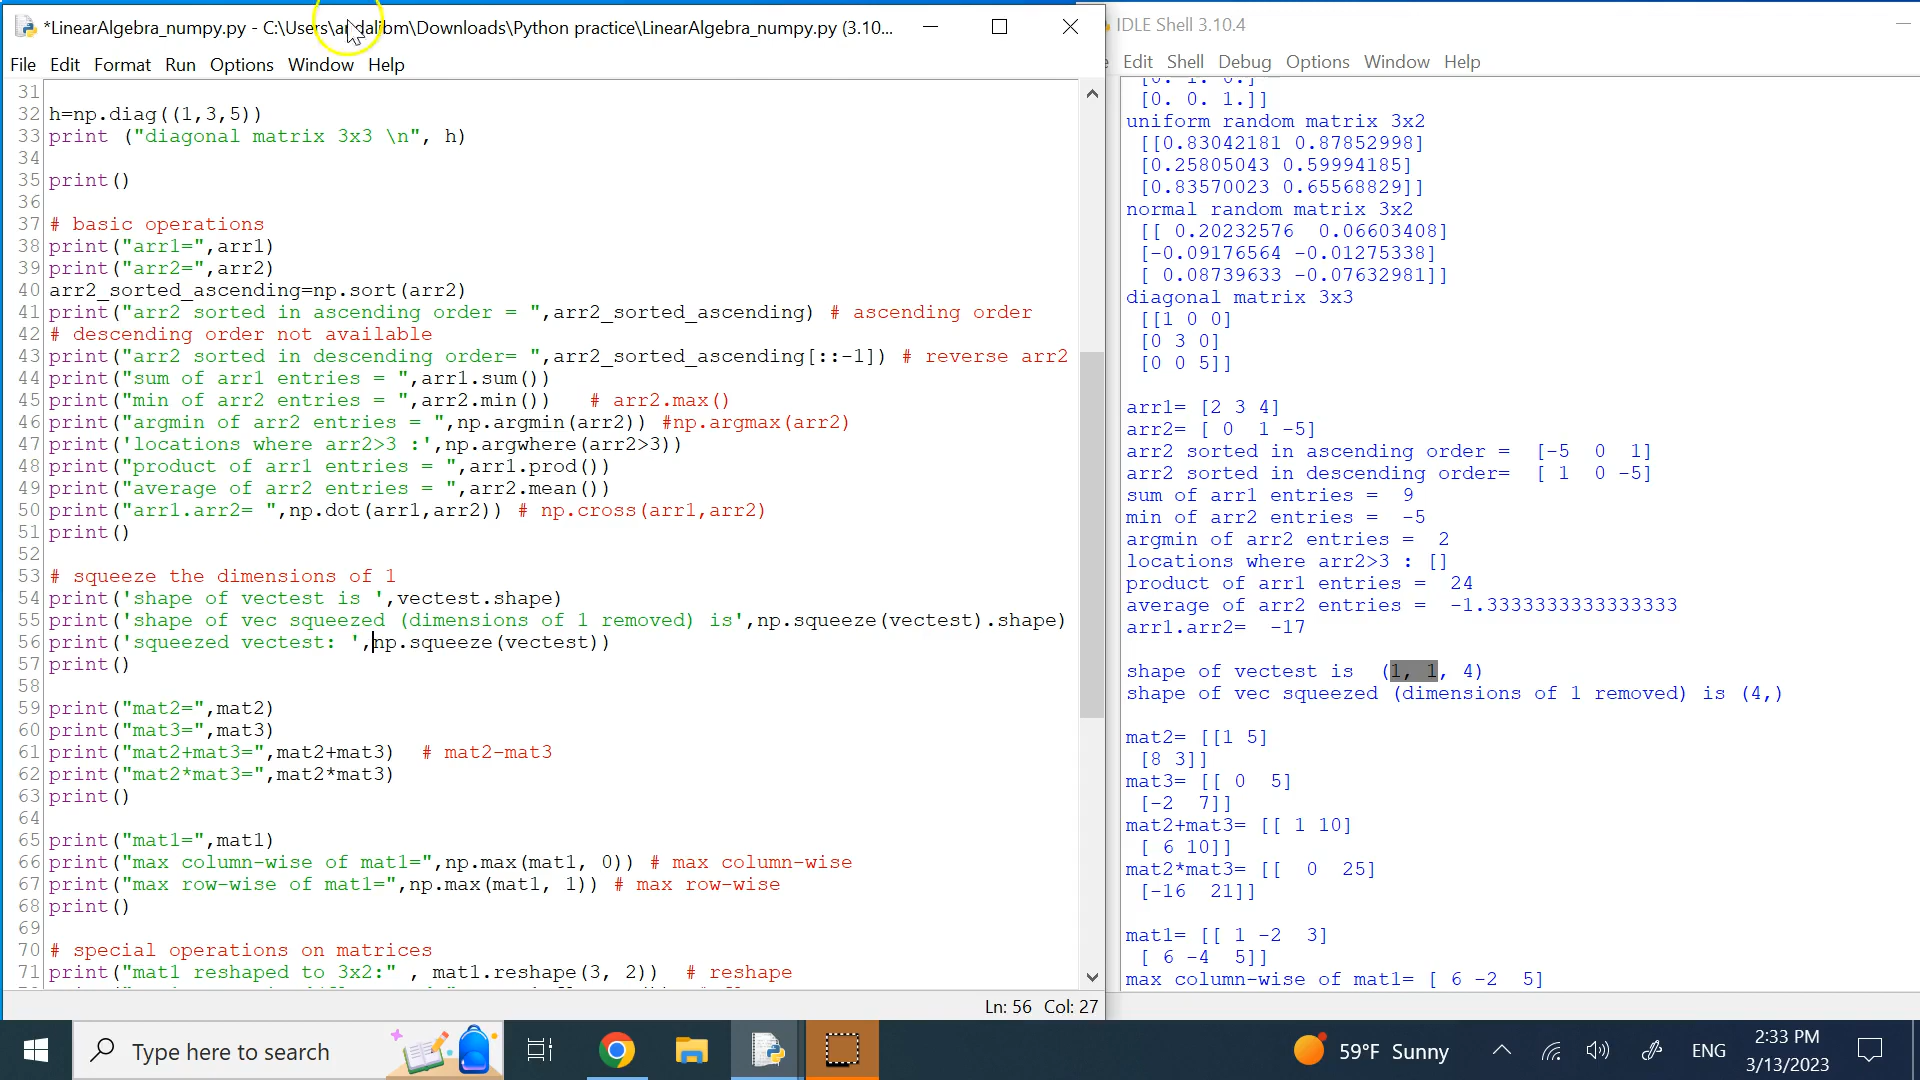 *LinearAlgebra_numpy.py - C:\Users\andalibm\Downloads\Python practice\LinearAlgebra_numpy.py (3.10...
File Edit Format Run Options Window Help
31
32 h=np.diag((1,3,5))
33 print ("diagonal matrix 3x3 \n", h)
34
35 print()
36
37 # basic operations
38 print("arr1=",arr1)
39 print("arr2=",arr2)
40 arr2_sorted_ascending=np.sort(arr2)
41 print("arr2 sorted in ascending order = ",arr2_sorted_ascending) # ascending order
42 # descending order not available
43 print("arr2 sorted in descending order= ",arr2_sorted_ascending[::-1]) # reverse arr2
44 print("sum of arr1 entries = ",arr1.sum())
45 print("min of arr2 entries = ",arr2.min()) # arr2.max()
46 print("argmin of arr2 entries = ",np.argmin(arr2)) #np.argmax(arr2)
47 print('locations where arr2>3 :',np.argwhere(arr2>3))
48 print("product of arr1 entries = ",arr1.prod())
49 print("average of arr2 entries = ",arr2.mean())
50 print("arr1.arr2= ",np.dot(arr1,arr2)) # np.cross(arr1,arr2)
51 print()
52
53 # squeeze the dimensions of 1
54 print('shape of vectest is ',vectest.shape)
55 print('shape of vec squeezed (dimensions of 1 removed) is',np.squeeze(vectest).shape)
56 print('squeezed vectest: ',np.squeeze(vectest))
57 print()
58
59 print("mat2=",mat2)
60 print("mat3=",mat3)
61 print("mat2+mat3=",mat2+mat3) # mat2-mat3
62 print("mat2*mat3=",mat2*mat3)
63 print()
64
65 print("mat1=",mat1)
66 print("max column-wise of mat1=",np.max(mat1, 0)) # max column-wise
67 print("max row-wise of mat1=",np.max(mat1, 1)) # max row-wise
68 print()
69
70 # special operations on matrices
71 print("mat1 reshaped to 3x2:" , mat1.reshape(3, 2)) # reshape
Ln: 56 Col: 27
IDLE Shell 3.10.4
Edit Shell Debug Options Window Help
[0. 1. 0.]
[0. 0. 1.]]
uniform random matrix 3x2
[[0.83042181 0.87852998]
[0.25805043 0.59994185]
[0.83570023 0.65568829]]
normal random matrix 3x2
[[ 0.20232576 0.06603408]
[-0.09176564 -0.01275338]
[ 0.08739633 -0.07632981]]
diagonal matrix 3x3
[[1 0 0]
[0 3 0]
[0 0 5]]
arr1= [2 3 4]
arr2= [ 0 1 -5]
arr2 sorted in ascending order = [-5 0 1]
arr2 sorted in descending order= [ 1 0 -5]
sum of arr1 entries = 9
min of arr2 entries = -5
argmin of arr2 entries = 2
locations where arr2>3 : []
product of arr1 entries = 24
average of arr2 entries = -1.3333333333333333
arr1.arr2= -17
shape of vectest is (1, 1, 4)
shape of vec squeezed (dimensions of 1 removed) is (4,)
mat2= [[1 5]
[8 3]]
mat3= [[ 0 5]
[-2 7]]
mat2+mat3= [[ 1 10]
[ 6 10]]
mat2*mat3= [[ 0 25]
[-16 21]]
mat1= [[ 1 -2 3]
[ 6 -4 5]]
max column-wise of mat1= [ 6 -2 5]
Type here to search
59°F Sunny
ENG
2:33 PM
3/13/2023